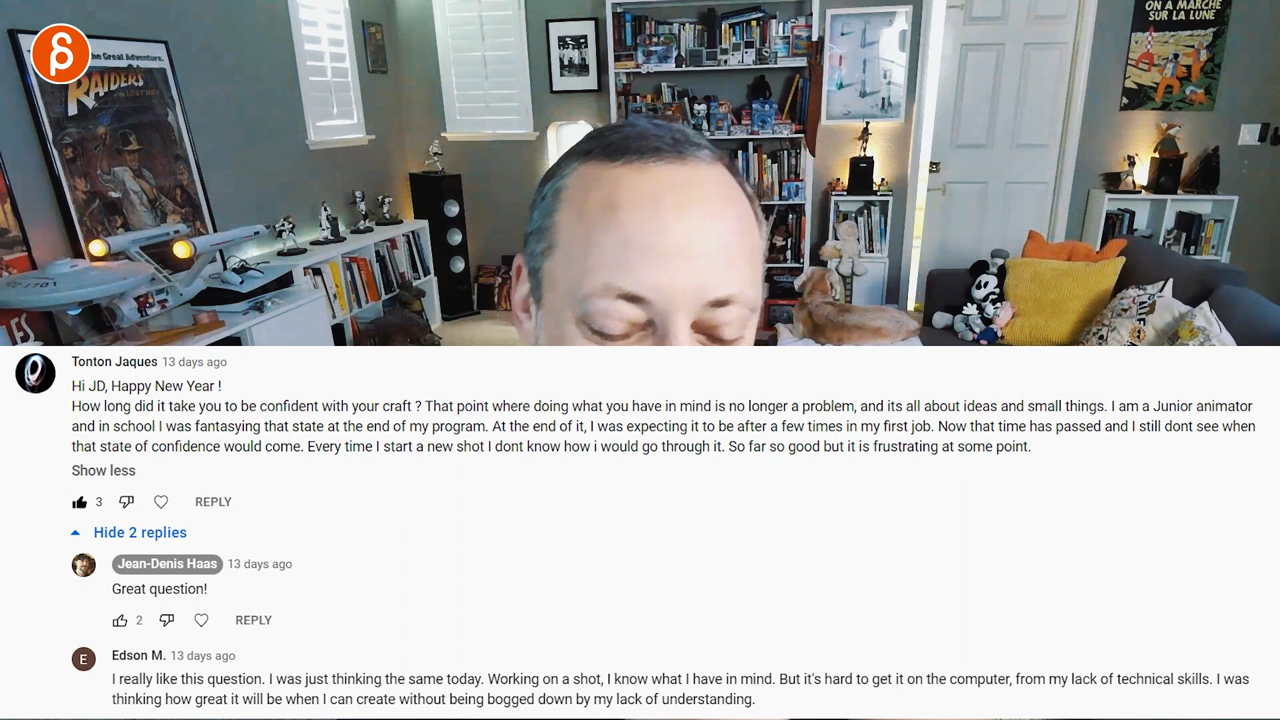 he Great Adventure.
RAIDERS
ON A MARCHÉ
SUR LA LUNE
1701
Tonton Jaques 13 days ago
Hi JD, Happy New Year !
How long did it take you to be confident with your craft ? That point where doing what you have in mind is no longer a problem, and its all about ideas and small things. I am a Junior animator
and in school I was fantasying that state at the end of my program. At the end of it, I was expecting it to be after a few times in my first job. Now that time has passed and I still dont see when
that state of confidence would come. Every time I start a new shot I dont know how i would go through it. So far so good but it is frustrating at some point.
Show less
3 REPLY
Hide 2 replies
Jean-Denis Haas 13 days ago
Great question!
2 REPLY
E
Edson M. 13 days ago
I really like this question. I was just thinking the same today. Working on a shot, I know what I have in mind. But it's hard to get it on the computer, from my lack of technical skills. I was
thinking how great it will be when I can create without being bogged down by my lack of understanding.